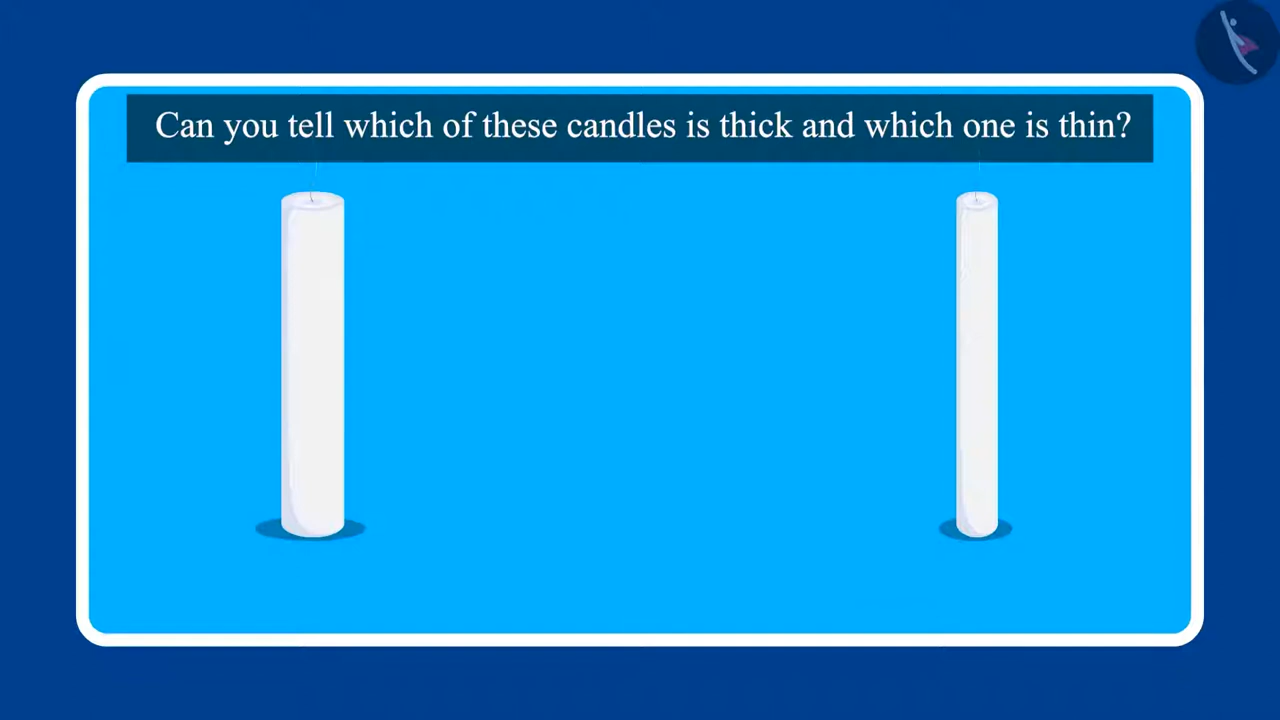 Can you tell which of these candles is thick and which one is thin?